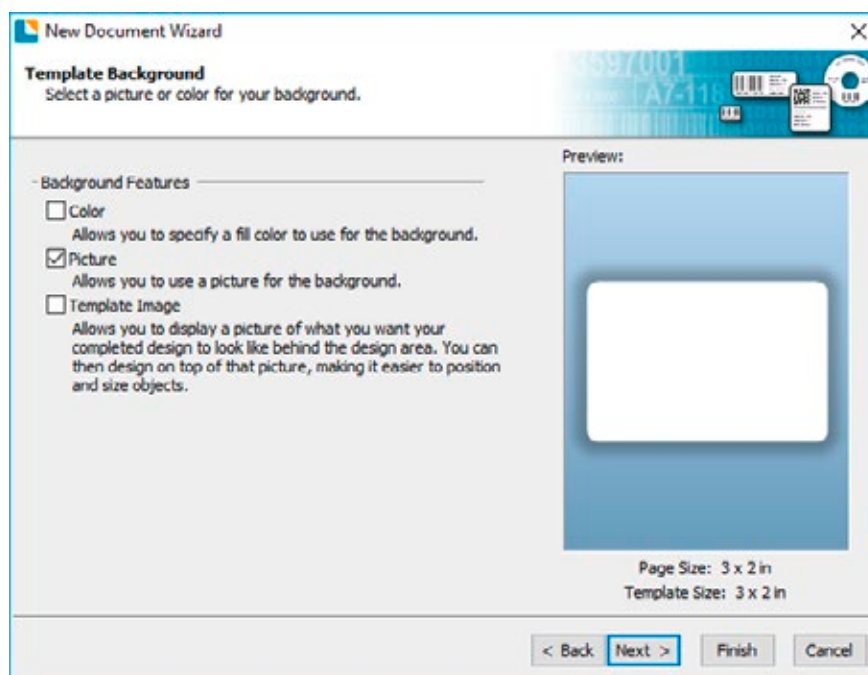 New Document Wizard
Template Background
Select a picture or color for your background.
3597001
A7-118
Preview:
Background Features
Color
Allows you to specify a fill color to use for the background.
Picture
Allows you to use a picture for the background.
Template Image
Allows you to display a picture of what you want your
completed design to look like behind the design area. You can
then design on top of that picture, making it easier to position
and size objects.
Page Size: 3 x 2 in
Template Size: 3 x 2 in
< Back
Next >
Finish
Cancel